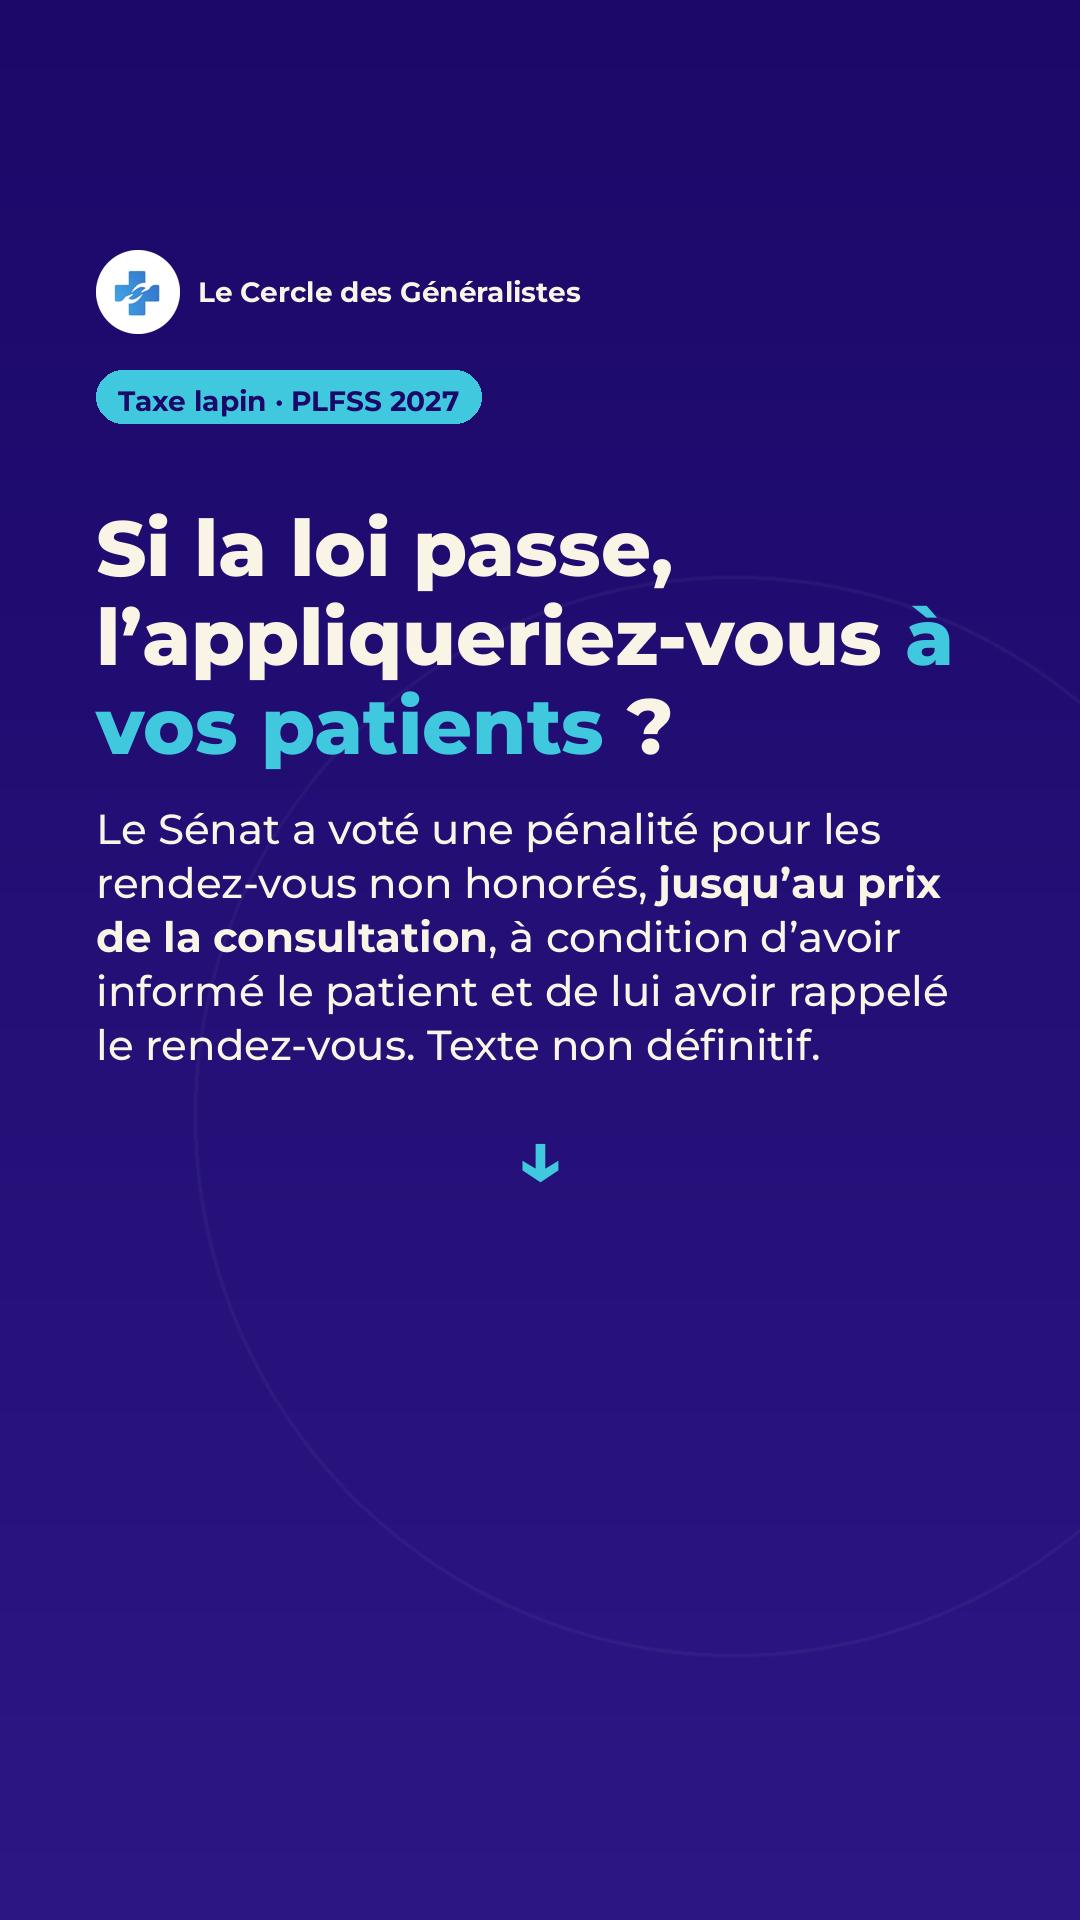 Le Cercle des Généralistes
Taxe lapin · PLFSS 2027
Si la loi passe,
l’appliqueriez-vous à
vos patients ?
Le Sénat a voté une pénalité pour les
rendez-vous non honorés, jusqu’au prix
de la consultation, à condition d’avoir
informé le patient et de lui avoir rappelé
le rendez-vous. Texte non définitif.